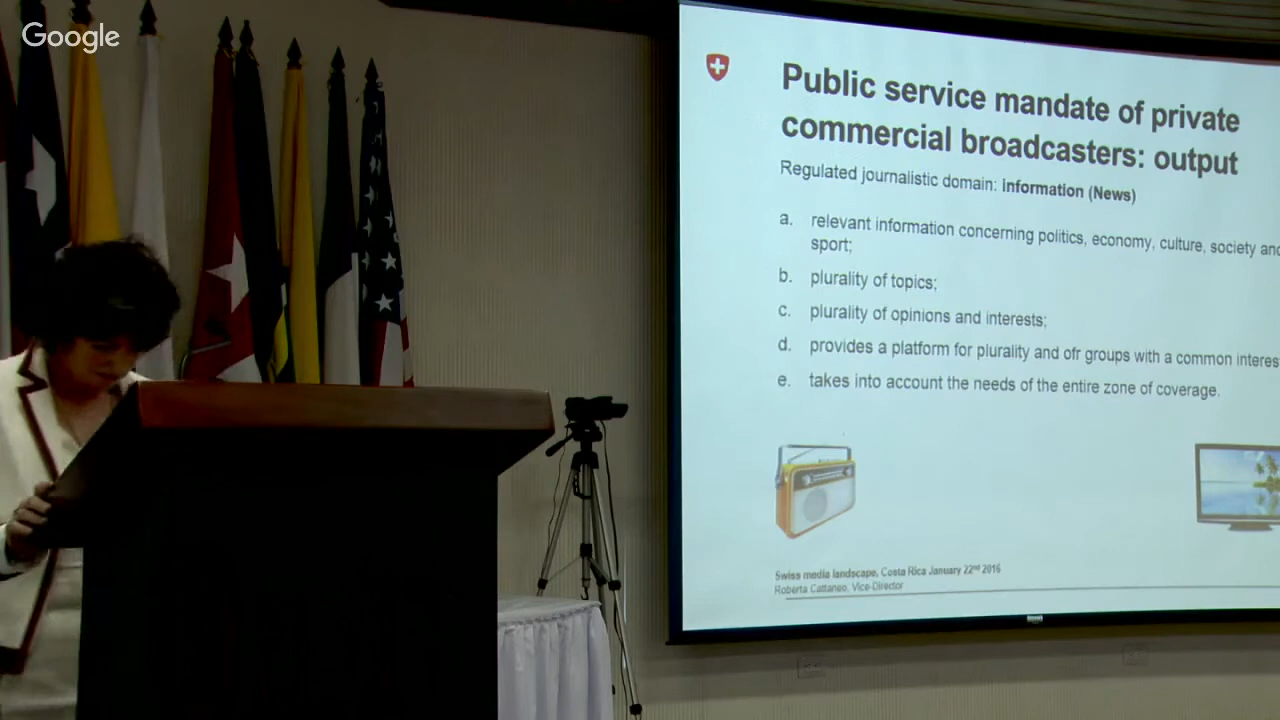 Google
Public service mandate of private
commercial broadcasters: output
Regulated journalistic domain: Information (News)
a. relevant information concerning politics, economy, culture, society and
sport;
b. plurality of topics;
c. plurality of opinions and interests;
d. provides a platform for plurality and ofr groups with a common interes
e. takes into account the needs of the entire zone of coverage.
Swiss media landscape, Costa Rica January 22nd 2016
Roberta Cattaneo, Vice-Director